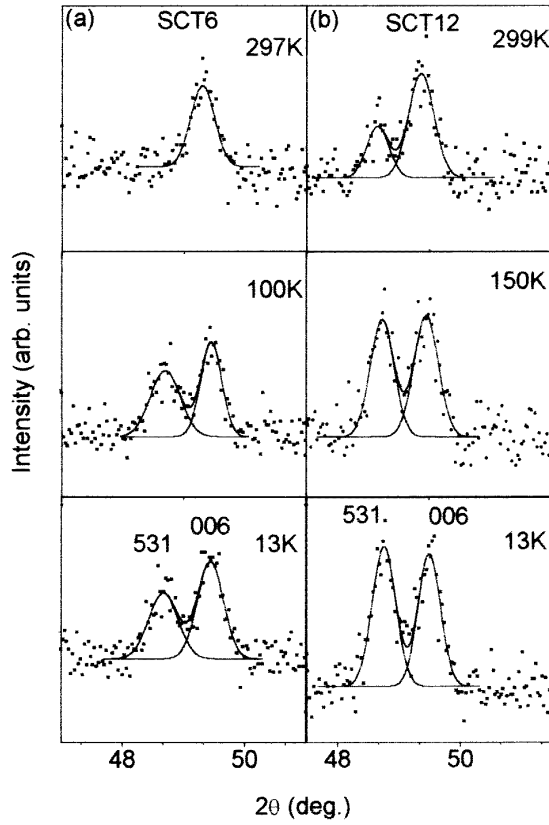 (a) SCT6
297K
(b) SCT12
299K
100K
150K
531 006 13K
531 006 13K
Intensity (arb. units)
48 50 48 50
2θ (deg.)